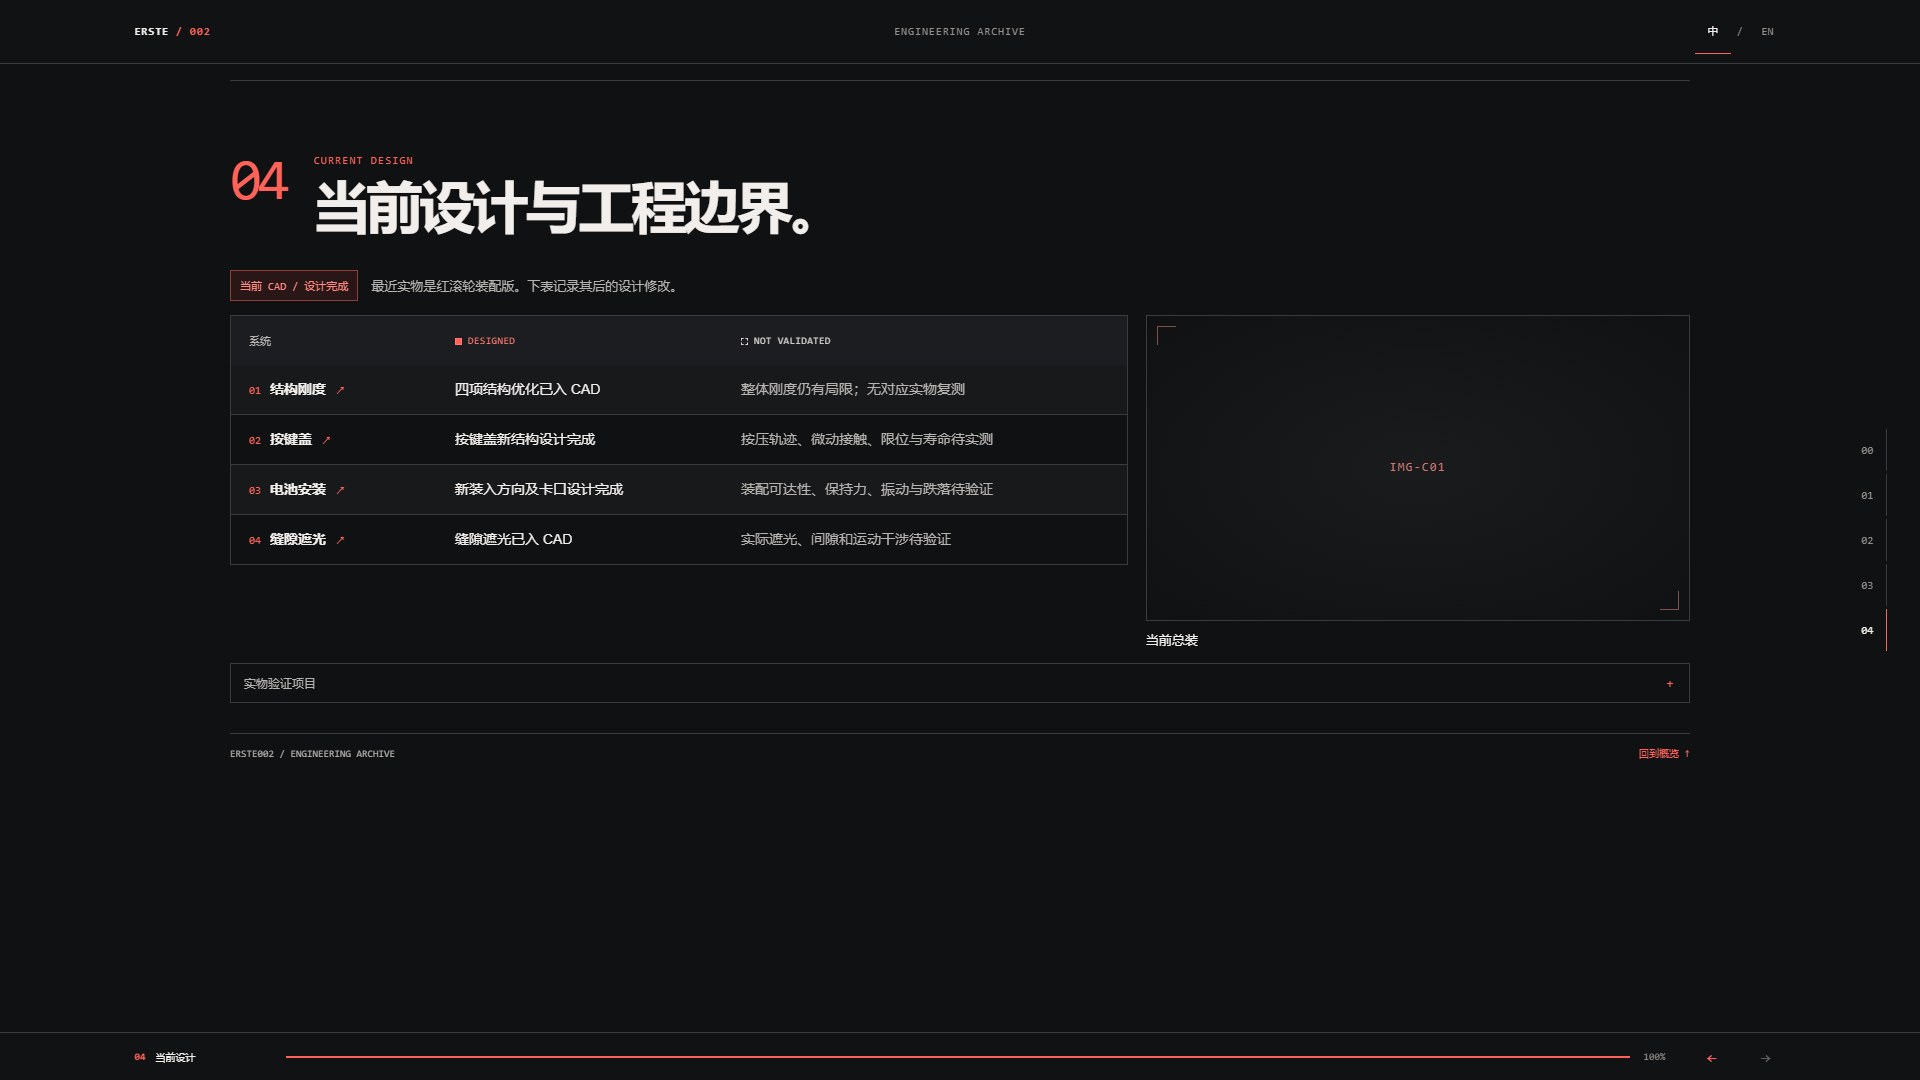 ERSTE / 002
ENGINEERING ARCHIVE
中 / EN
04
CURRENT DESIGN
当前设计与工程边界。
当前 CAD / 设计完成
最近实物是红滚轮装配版。下表记录其后的设计修改。
系统 DESIGNED NOT VALIDATED
01 结构刚度 ↗ 四项结构优化已入 CAD 整体刚度仍有局限；无对应实物复测
02 按键盖 ↗ 按键盖新结构设计完成 按压轨迹、微动接触、限位与寿命待实测
03 电池安装 ↗ 新装入方向及卡口设计完成 装配可达性、保持力、振动与跌落待验证
04 缝隙遮光 ↗ 缝隙遮光已入 CAD 实际遮光、间隙和运动干涉待验证
IMG-C01
当前总装
实物验证项目 +
ERSTE002 / ENGINEERING ARCHIVE
回到概览 ↑
00
01
02
03
04
04 当前设计
100%
← →